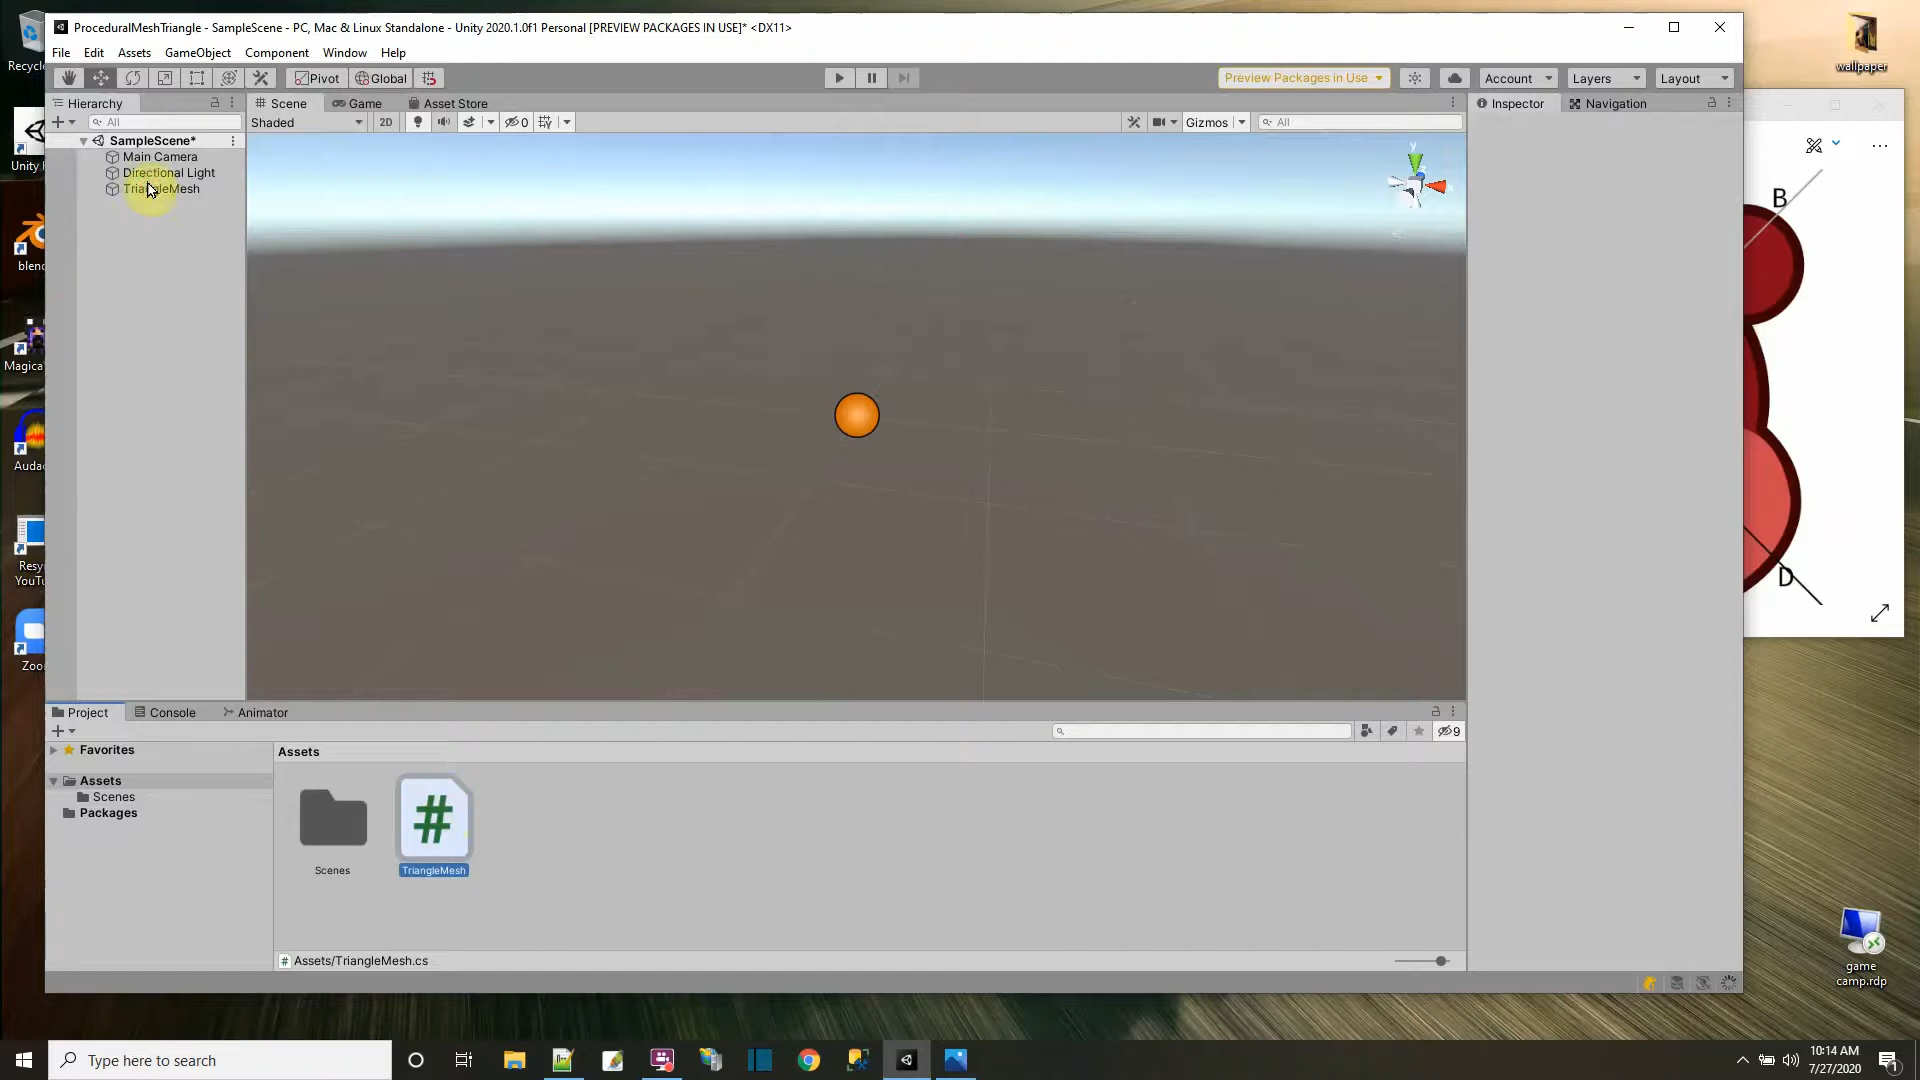 ProceduralMeshTriangle - SampleScene - PC, Mac & Linux Standalone - Unity 2020.1.0f1 Personal [PREVIEW PACKAGES IN USE]* <DX11>
File Edit Assets GameObject Component Window Help
Pivot Global Preview Packages in Use Account Layers Layout
Hierarchy Scene Game Asset Store Inspector Navigation
All Shaded 2D 0 Gizmos All
SampleScene*
Main Camera
Directional Light
TriangleMesh
y
B
D
Project Console Animator
9
Favorites
Assets
Assets
Scenes
Packages
#
Scenes
TriangleMesh
# Assets/TriangleMesh.cs
Recycle
Unity
blen
Magica
Audac
Resyn
YouTu
Zoo
wallpaper
game
camp.rdp
Type here to search
10:14 AM
7/27/2020
1